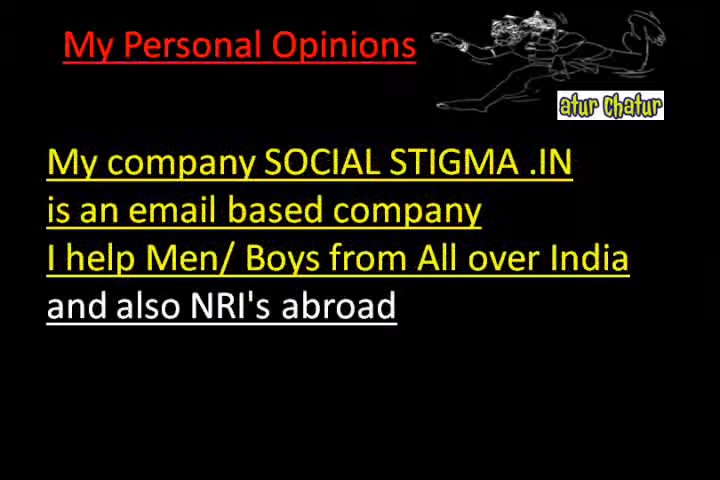 My Personal Opinions
atur chatur
My company SOCIAL STIGMA .IN
is an email based company
I help Men/ Boys from All over India
and also NRI's abroad